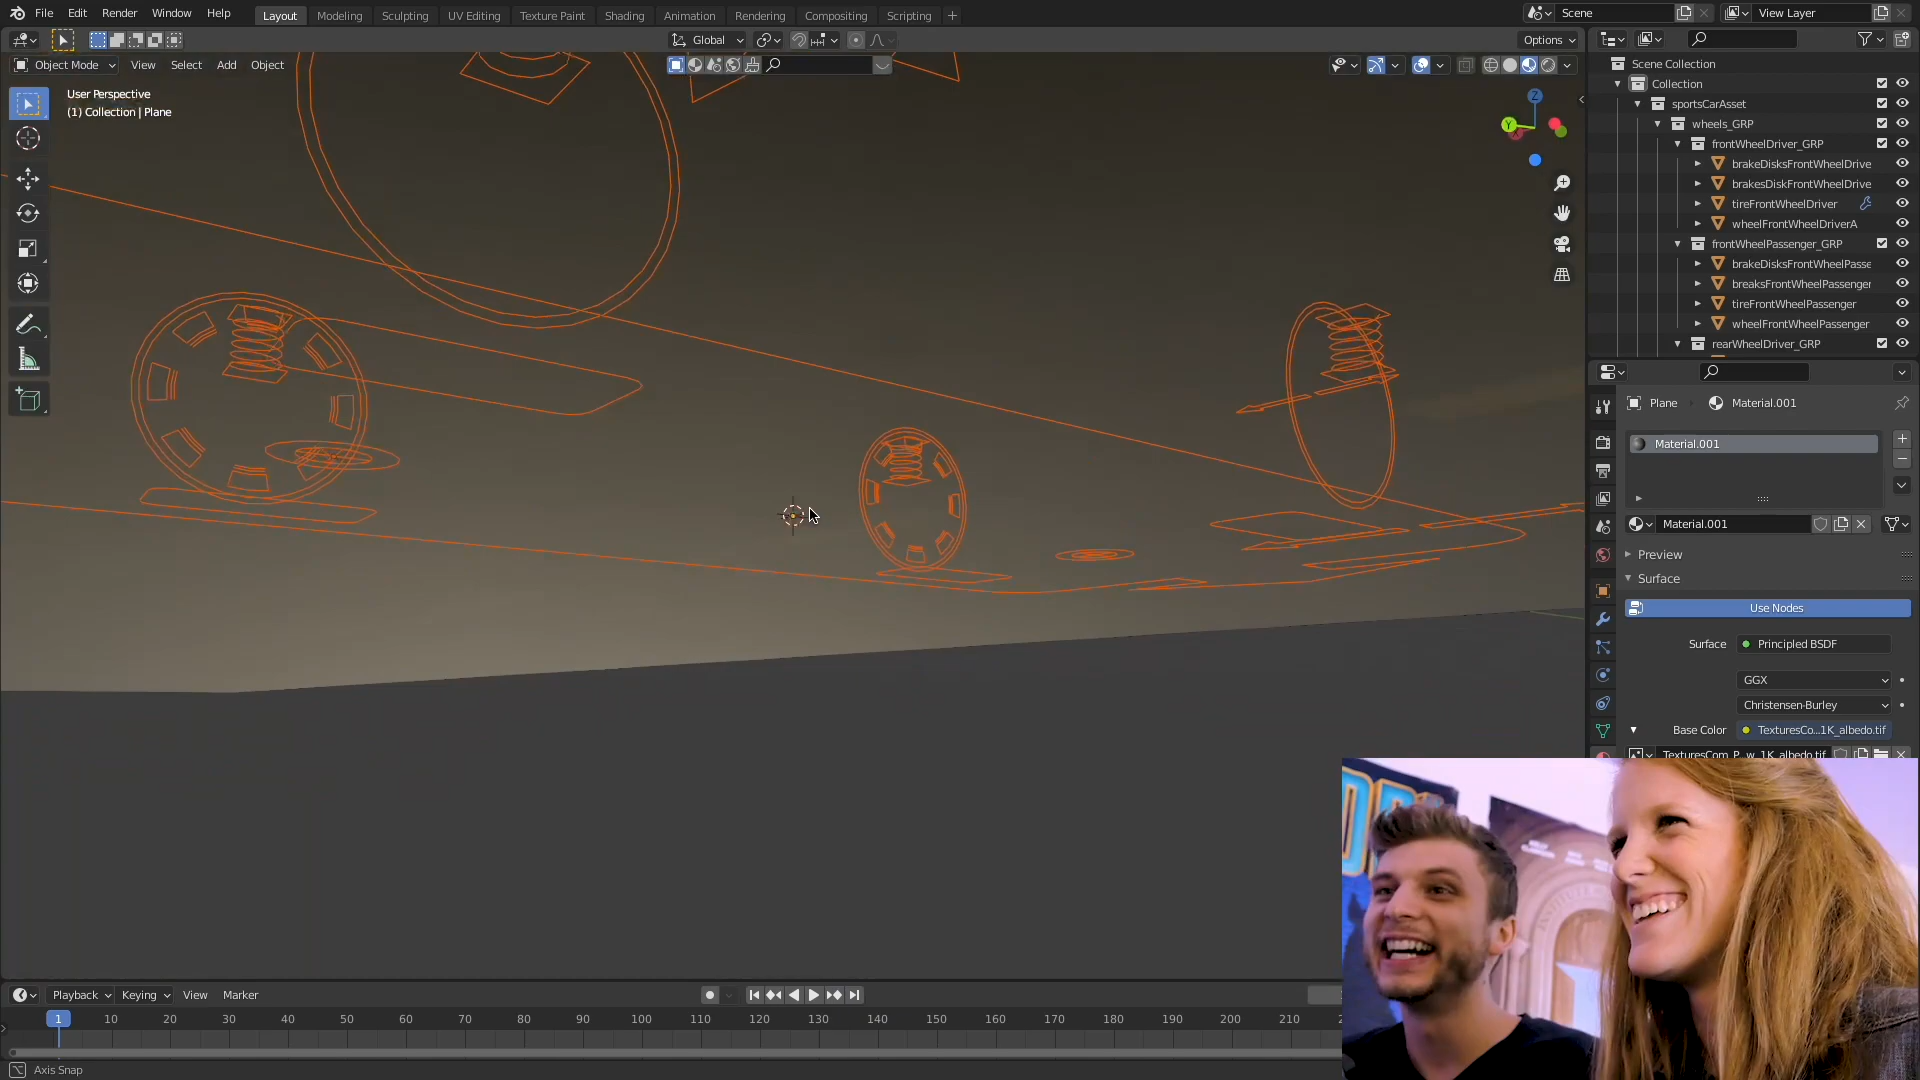 File Edit Render Window Help
Layout Modeling Sculpting UV Editing Texture Paint Shading Animation Rendering Compositing Scripting +
Scene
View Layer
Global
Options
Object Mode View Select Add Object
User Perspective
(1) Collection | Plane
Z
Y
Scene Collection
Collection
sportsCarAsset
wheels_GRP
frontWheelDriver_GRP
brakeDisksFrontWheelDrive
brakesDiskFrontWheelDrive
tireFrontWheelDriver
wheelFrontWheelDriverA
frontWheelPassenger_GRP
brakeDisksFrontWheelPasse
breaksFrontWheelPassenger
tireFrontWheelPassenger
wheelFrontWheelPassenger
rearWheelDriver_GRP
Plane
Material.001
Material.001
Material.001
Preview
Surface
Use Nodes
Surface Principled BSDF
GGX
Christensen-Burley
Base Color TexturesCo...1K_albedo.tif
TexturesCom_P_w_1K_albedo.tif
Playback Keying View Marker
1 10 20 30 40 50 60 70 80 90 100 110 120 130 140 150 160 170 180 190 200 210
Axis Snap